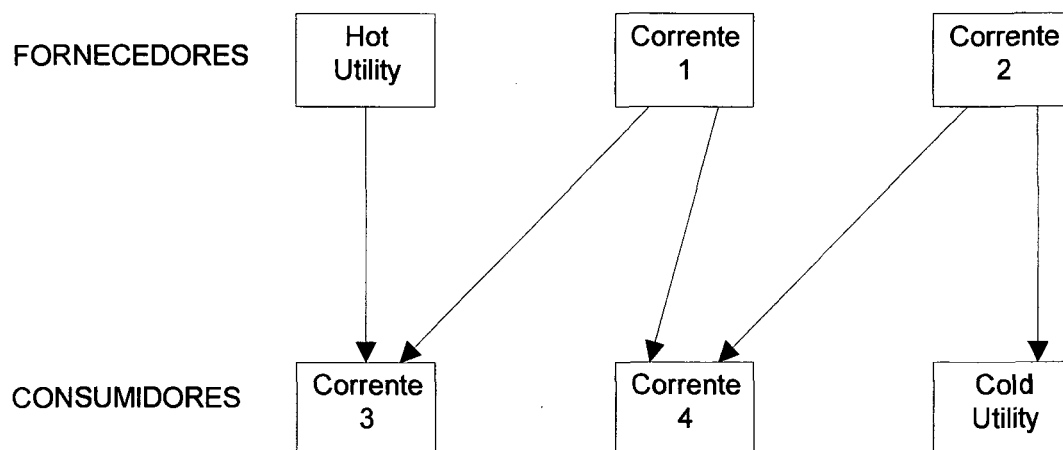 FORNECEDORES
Hot
Utility
Corrente
1
Corrente
2
CONSUMIDORES
Corrente
3
Corrente
4
Cold
Utility